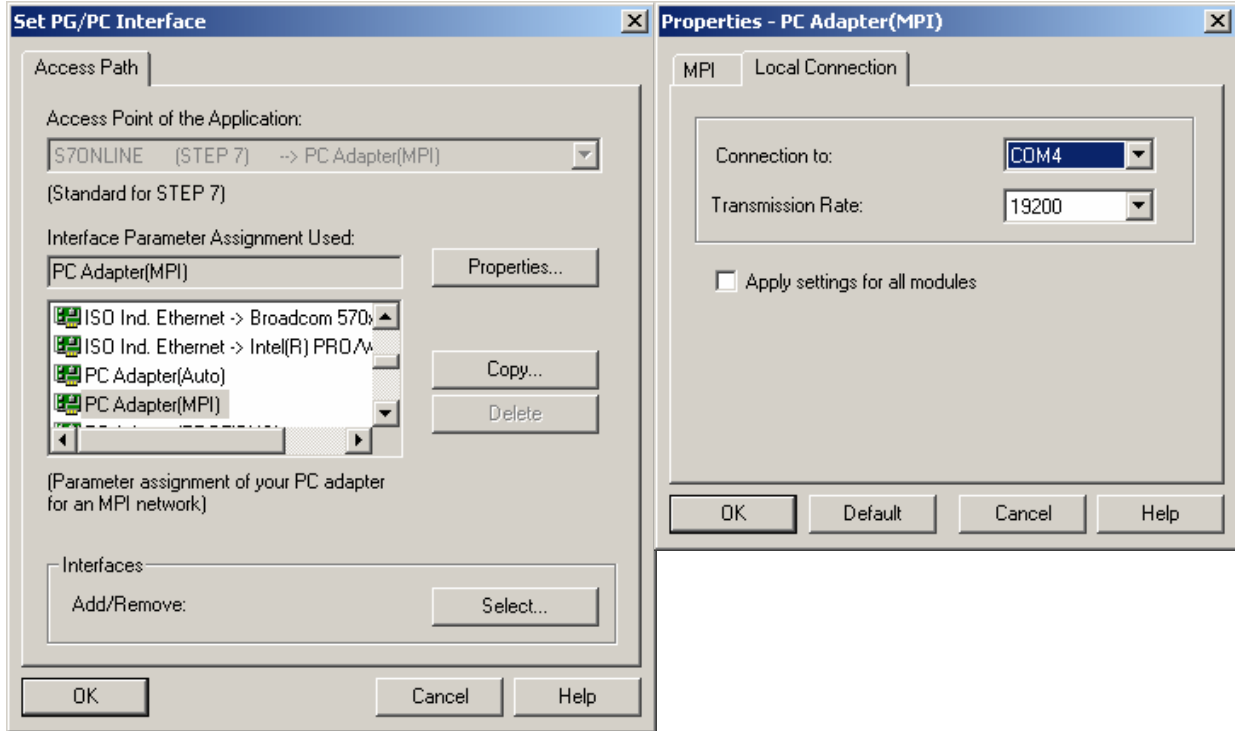 Set PG/PC Interface
Access Path
Access Point of the Application:
S7ONLINE (STEP 7) --> PC Adapter(MPI)
(Standard for STEP 7)
Interface Parameter Assignment Used:
PC Adapter(MPI)
Properties...
ISO Ind. Ethernet -> Broadcom 570x
ISO Ind. Ethernet -> Intel(R) PRO/W
PC Adapter(Auto)
PC Adapter(MPI)
Copy...
Delete
(Parameter assignment of your PC adapter
for an MPI network)
Interfaces
Add/Remove:
Select...
OK
Cancel
Help
Properties - PC Adapter(MPI)
MPI
Local Connection
Connection to:
COM4
Transmission Rate:
19200
Apply settings for all modules
OK
Default
Cancel
Help